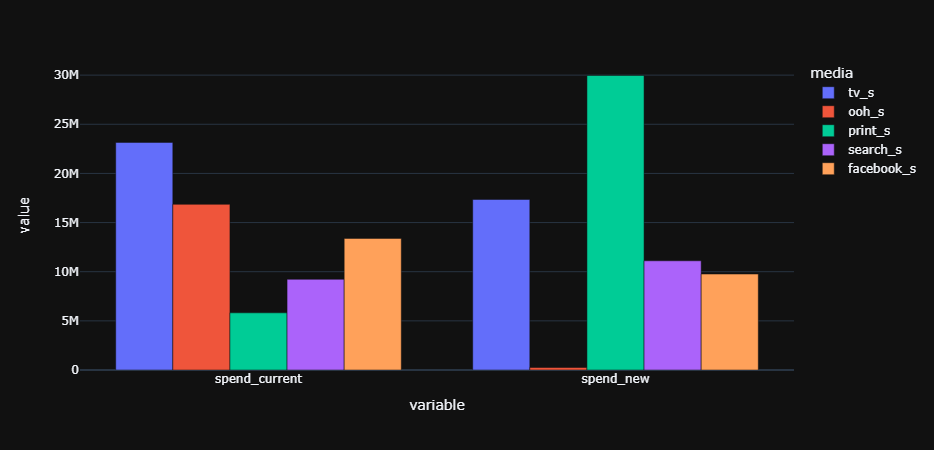 media
tv_s
ooh_s
print_s
search_s
facebook_s
value
30M
25M
20M
15M
10M
5M
0
spend_current
spend_new
variable